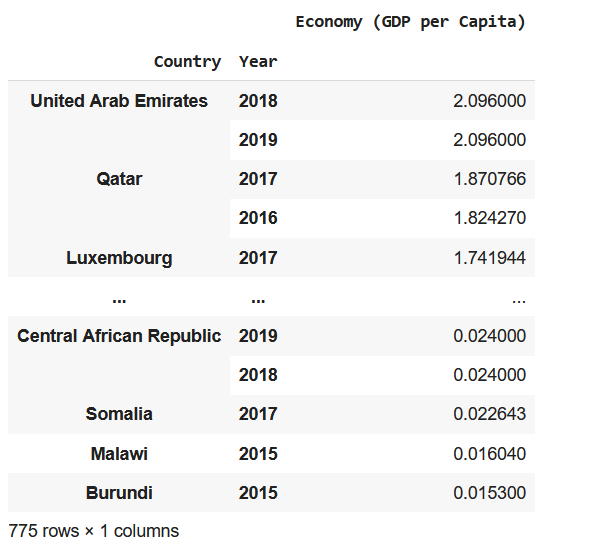 Economy (GDP per Capita)
Country Year
United Arab Emirates 2018 2.096000
2019 2.096000
Qatar 2017 1.870766
2016 1.824270
Luxembourg 2017 1.741944
... ... ...
Central African Republic 2019 0.024000
2018 0.024000
Somalia 2017 0.022643
Malawi 2015 0.016040
Burundi 2015 0.015300
775 rows × 1 columns